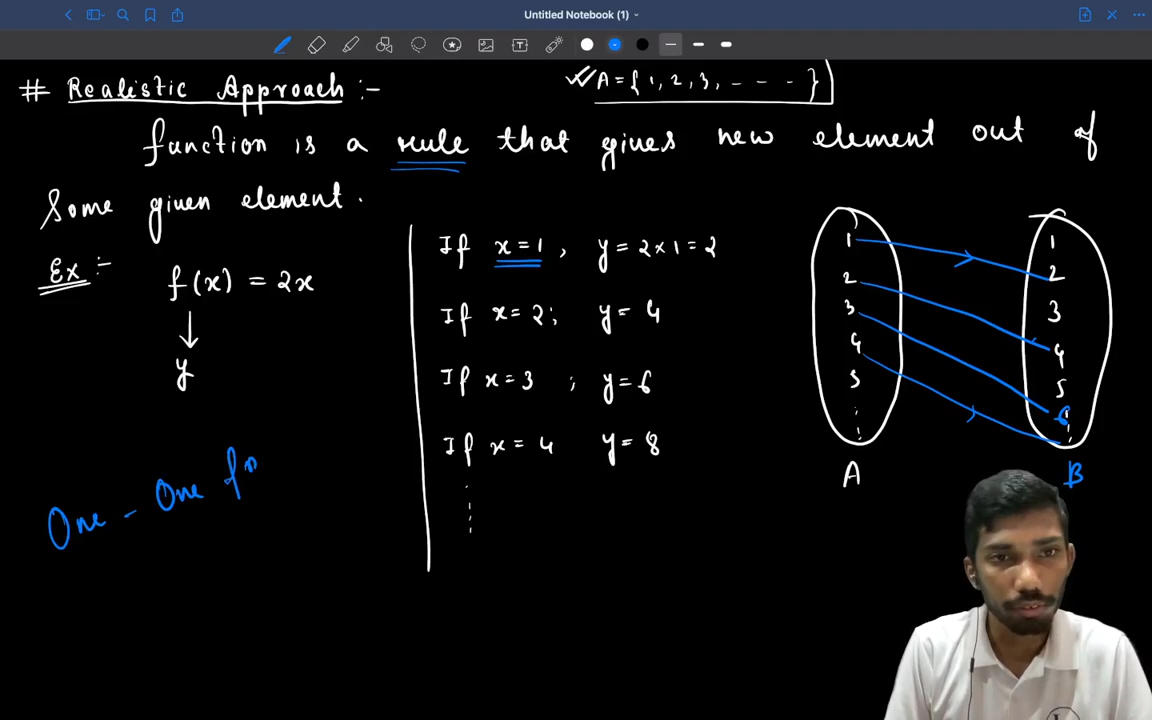 Untitled Notebook (1)
# Realistic Approach :-
A = {1, 2, 3, - - - -}
function is a rule that gives new element out of
Some given element.
Ex :-
f(x) = 2x
y
If x = 1 , y = 2 × 1 = 2
If x = 2 ; y = 4
If x = 3 ; y = 6
If x = 4 y = 8
1
2
3
4
5
A
1
2
3
4
5
6
B
One - One fn